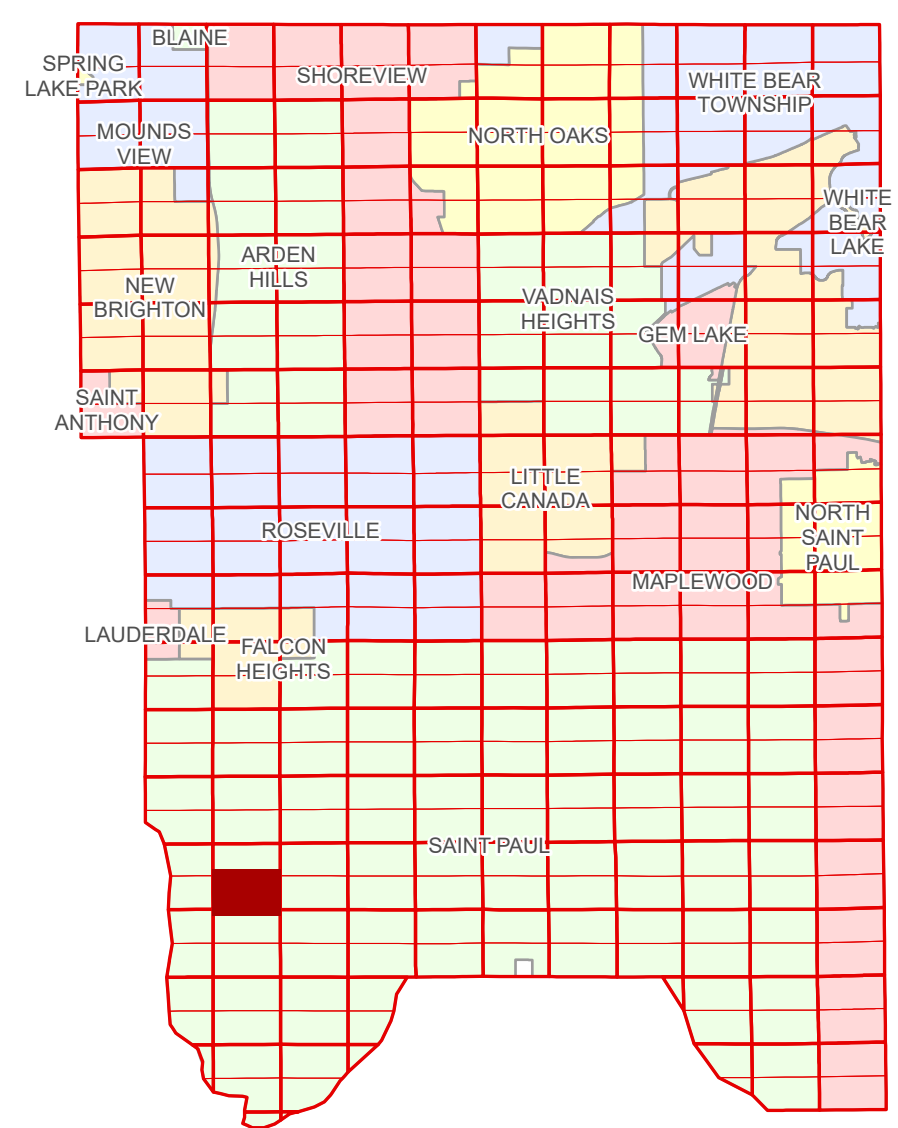 BLAINE
SPRING
LAKE PARK
SHOREVIEW
WHITE BEAR
TOWNSHIP
MOUNDS
VIEW
NORTH OAKS
WHITE
BEAR
LAKE
ARDEN
HILLS
NEW
BRIGHTON
VADNAIS
HEIGHTS
GEM LAKE
SAINT
ANTHONY
LITTLE
CANADA
NORTH
SAINT
PAUL
ROSEVILLE
MAPLEWOOD
LAUDERDALE
FALCON
HEIGHTS
SAINT PAUL